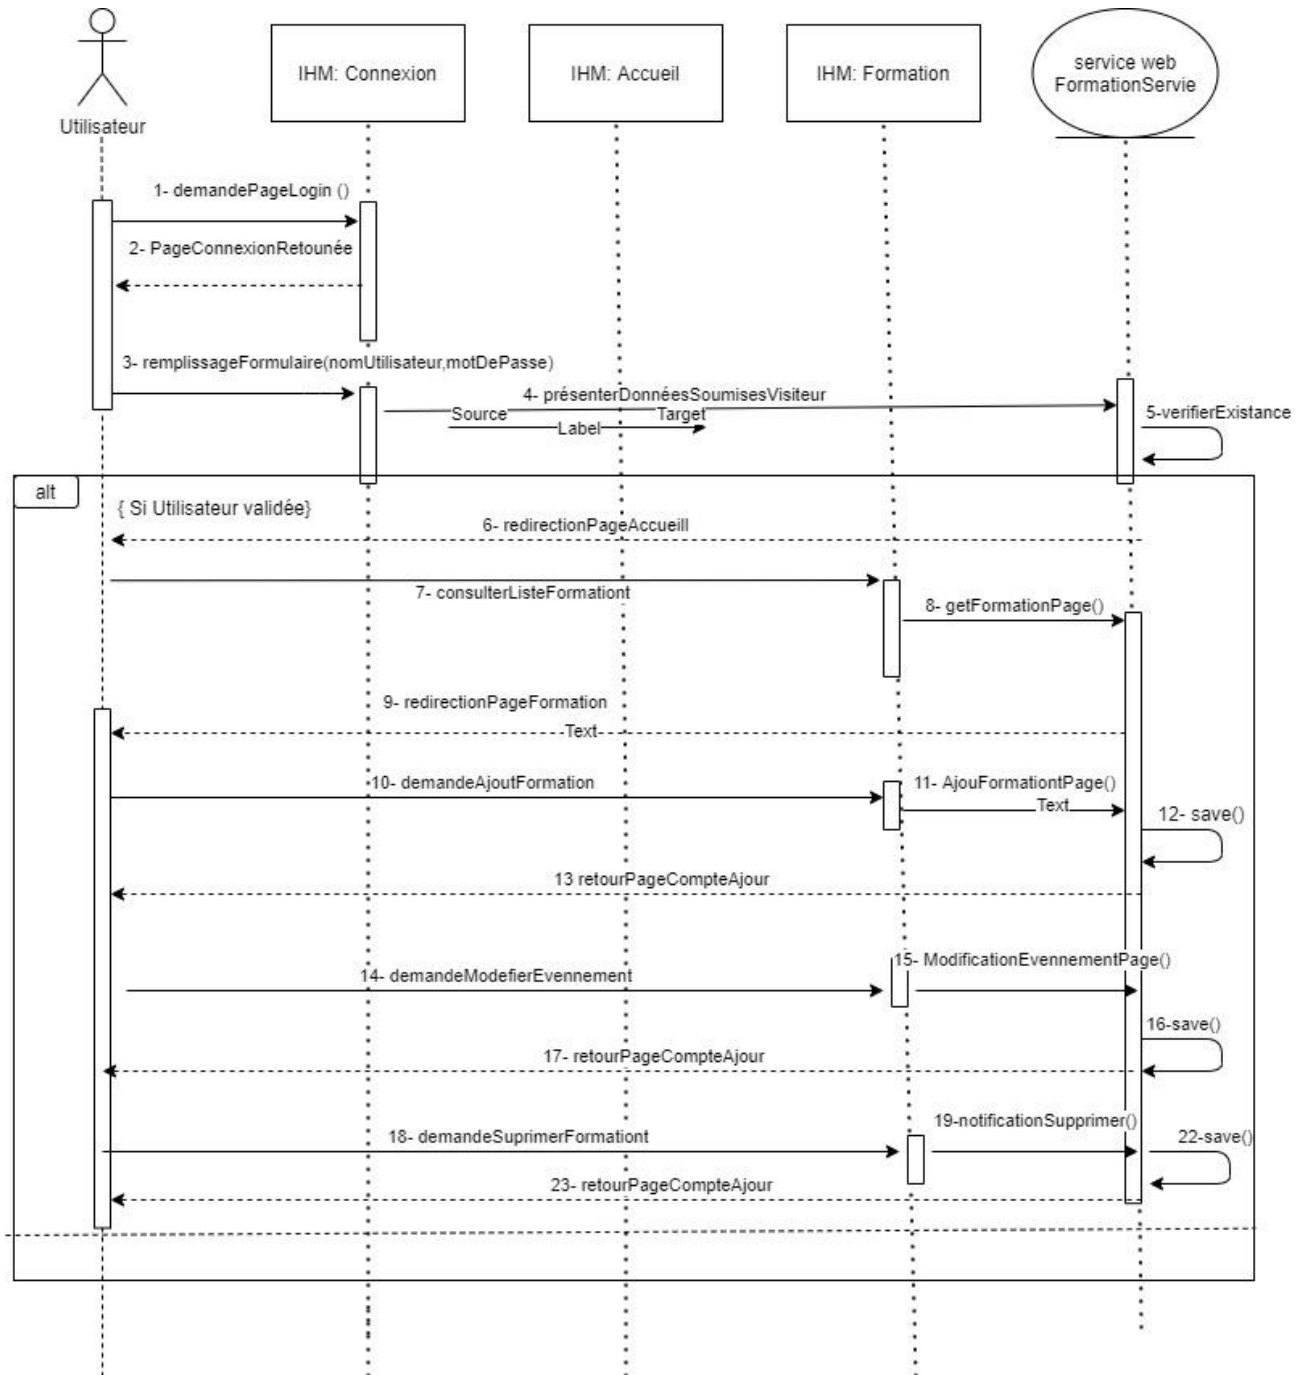 IHM: Connexion
IHM: Accueil
IHM: Formation
service web
FormationServie
Utilisateur
1- demandePageLogin ()
2- PageConnexionRetounée
3- remplissageFormulaire(nomUtilisateur,motDePasse)
4- présenterDonnéesSoumisesVisiteur
Source
Target
Label
5-verifierExistance
alt
{ Si Utilisateur validée}
6- redirectionPageAccueill
7- consulterListeFormationt
8- getFormationPage()
9- redirectionPageFormation
Text
10- demandeAjoutFormation
11- AjouFormationtPage()
Text
12- save()
13 retourPageCompteAjour
14- demandeModefierEvennement
15- ModificationEvennementPage()
16-save()
17- retourPageCompteAjour
18- demandeSuprimerFormationt
19-notificationSupprimer()
22-save()
23- retourPageCompteAjour